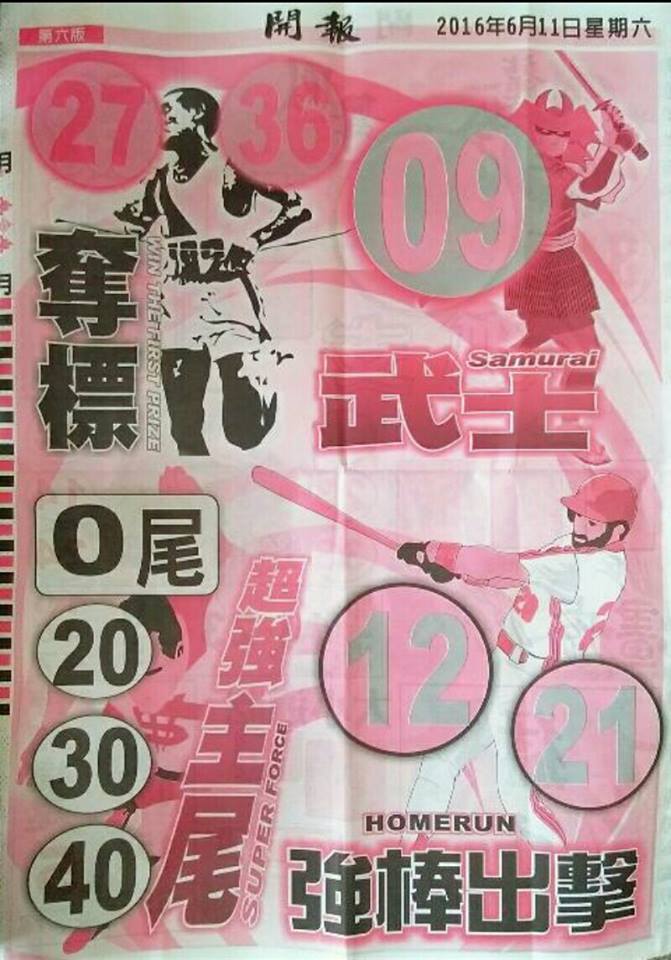 第六版
開報
2016年6月11日星期六
27
36
09
奪標
WIN THE FIRST PRIZE
Samurai
武士
0尾
20
30
40
超強主尾
SUPER FORCE
12
21
HOMERUN
強棒出擊
月
月